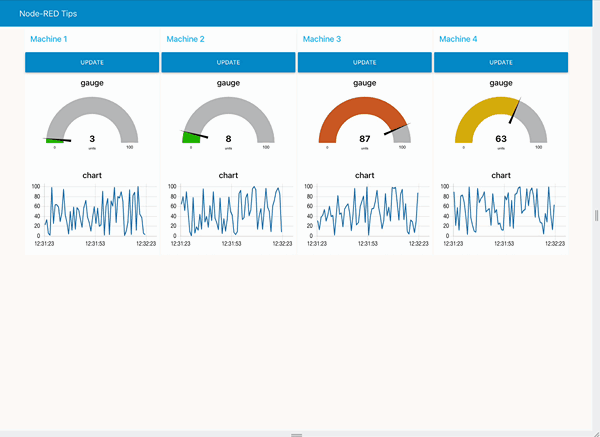 Node-RED Tips
Machine 1 Machine 2 Machine 3 Machine 4
UPDATE UPDATE UPDATE UPDATE
gauge gauge gauge gauge
3 8 87 63
0 units 100 0 units 100 0 units 100 0 units 100
chart chart chart chart
100 100 100 100
80 80 80 80
60 60 60 60
40 40 40 40
20 20 20 20
0 0 0 0
12:31:23 12:31:53 12:32:23 12:31:23 12:31:53 12:32:23 12:31:23 12:31:53 12:32:23 12:31:23 12:31:53 12:32:23